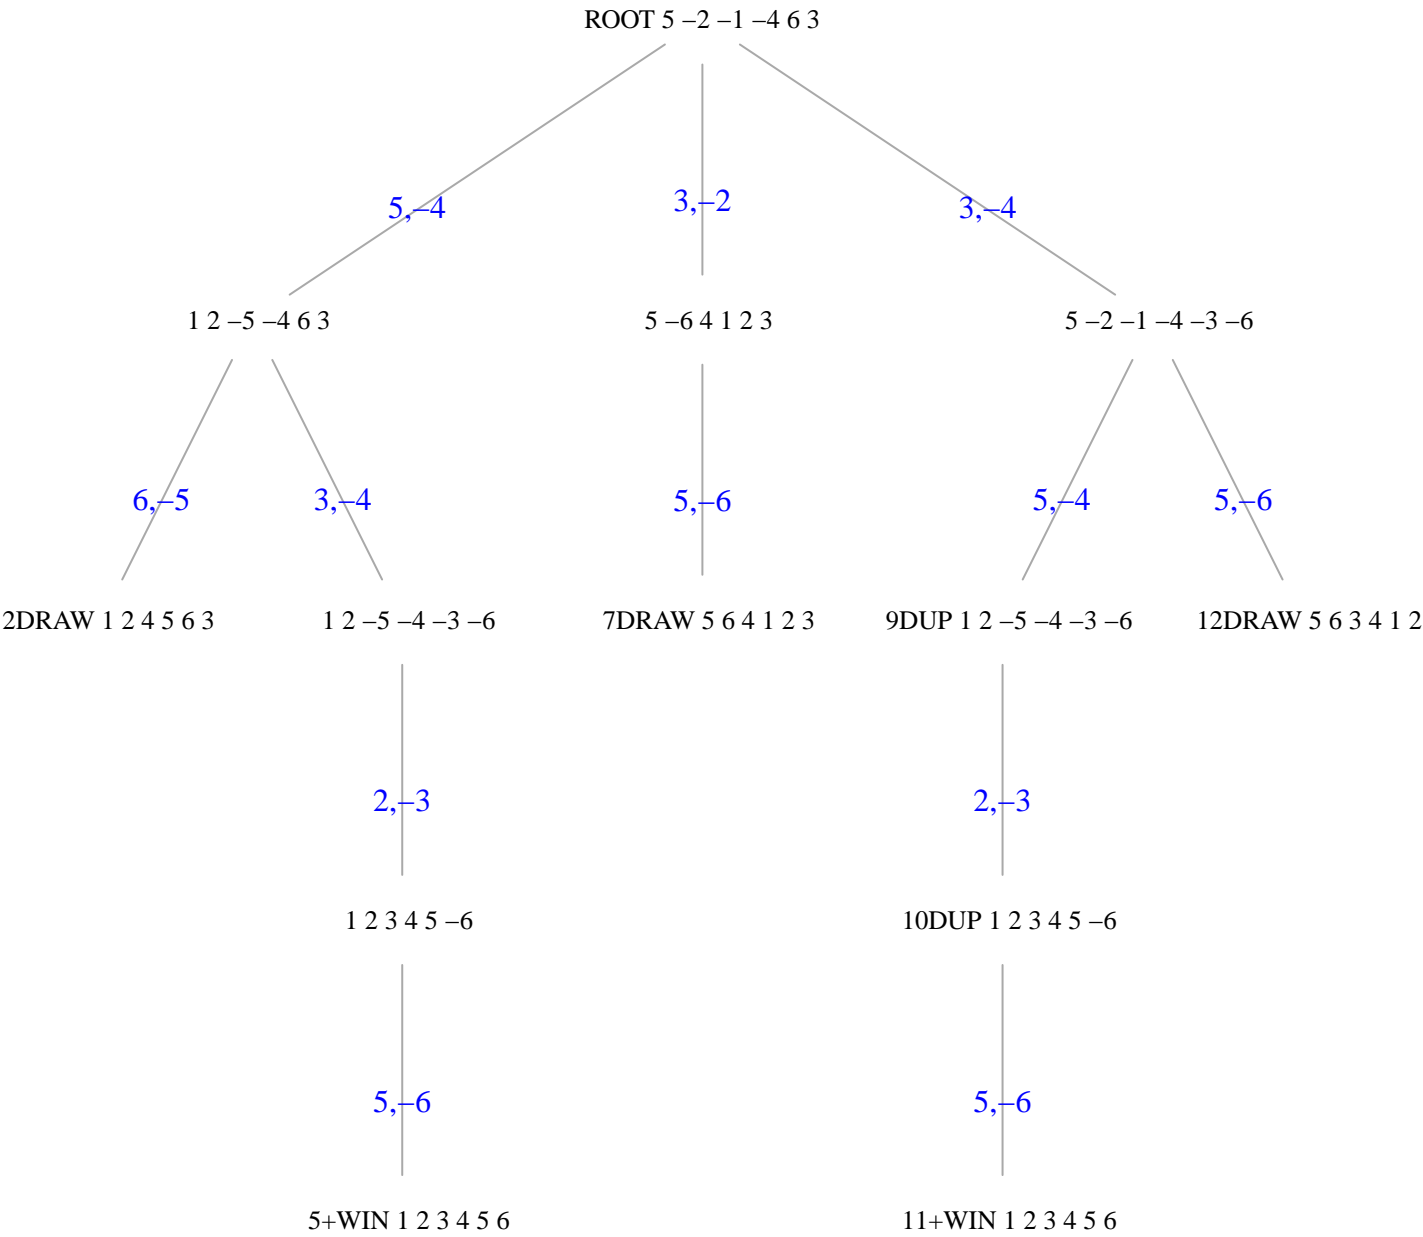 ROOT 5 –2 –1 –4 6 3
5,–4
3,–2
3,–4
1 2 –5 –4 6 3
5 –6 4 1 2 3
5 –2 –1 –4 –3 –6
6,–5
3,–4
5,–6
5,–4
5,–6
2DRAW 1 2 4 5 6 3
1 2 –5 –4 –3 –6
7DRAW 5 6 4 1 2 3
9DUP 1 2 –5 –4 –3 –6
12DRAW 5 6 3 4 1 2
2,–3
2,–3
1 2 3 4 5 –6
10DUP 1 2 3 4 5 –6
5,–6
5,–6
5+WIN 1 2 3 4 5 6
11+WIN 1 2 3 4 5 6